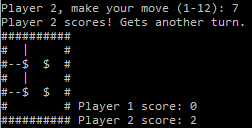 Player 2, make your move (1-12): 7
Player 2 scores! Gets another turn.
##########
#  |     #
#--$  $  #
#  |     #
#--$  $  #
#        # Player 1 score: 0
########## Player 2 score: 2